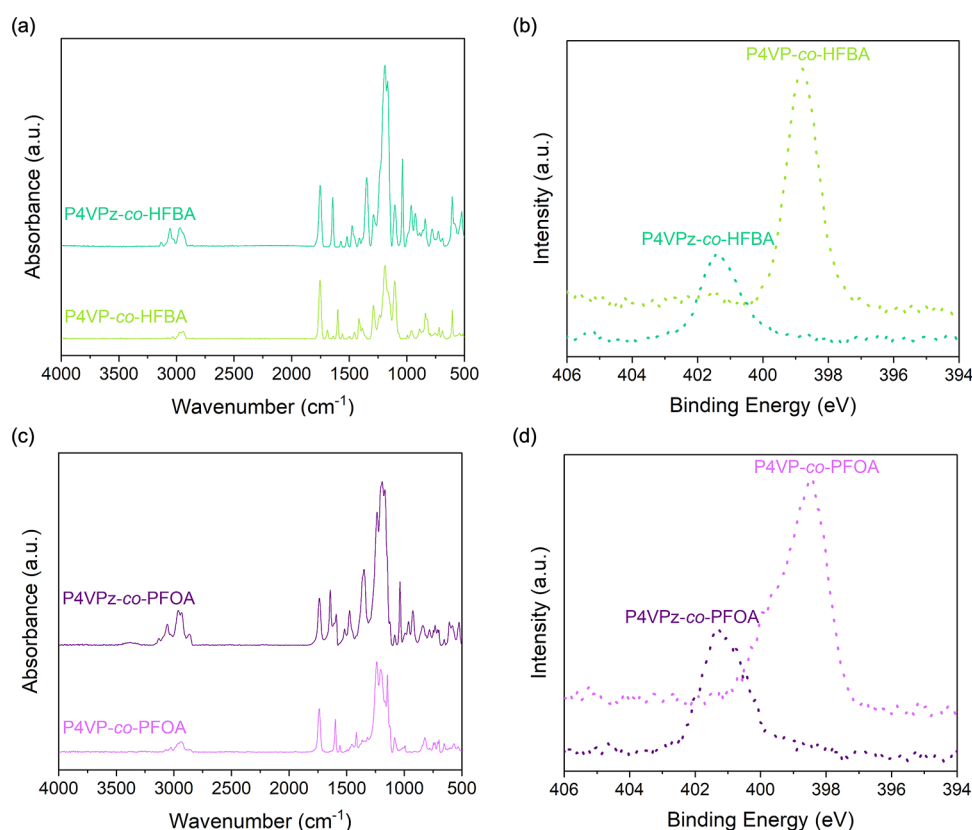 (a)
Absorbance (a.u.)
P4VPz-co-HFBA
P4VP-co-HFBA
4000 3500 3000 2500 2000 1500 1000 500
Wavenumber (cm-1)
(b)
Intensity (a.u.)
P4VP-co-HFBA
P4VPz-co-HFBA
406 404 402 400 398 396 394
Binding Energy (eV)
(c)
Absorbance (a.u.)
P4VPz-co-PFOA
P4VP-co-PFOA
4000 3500 3000 2500 2000 1500 1000 500
Wavenumber (cm-1)
(d)
Intensity (a.u.)
P4VP-co-PFOA
P4VPz-co-PFOA
406 404 402 400 398 396 394
Binding Energy (eV)